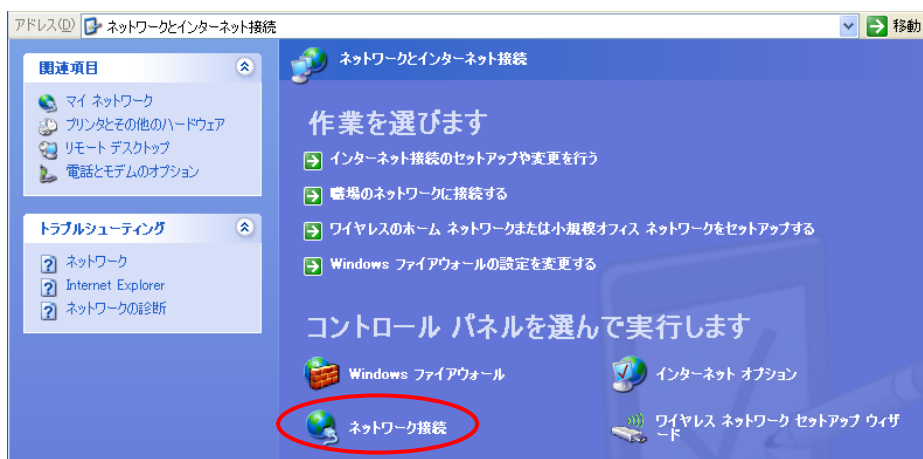 アドレス(D) ネットワークとインターネット接続 移動
関連項目
マイ ネットワーク
プリンタとその他のハードウェア
リモート デスクトップ
電話とモデムのオプション
トラブルシューティング
ネットワーク
Internet Explorer
ネットワークの診断
ネットワークとインターネット接続
作業を選びます
インターネット接続のセットアップや変更を行う
職場のネットワークに接続する
ワイヤレスのホーム ネットワークまたは小規模オフィス ネットワークをセットアップする
Windows ファイアウォールの設定を変更する
コントロール パネルを選んで実行します
Windows ファイアウォール
インターネット オプション
ネットワーク接続
ワイヤレス ネットワーク セットアップ ウィザ
ード